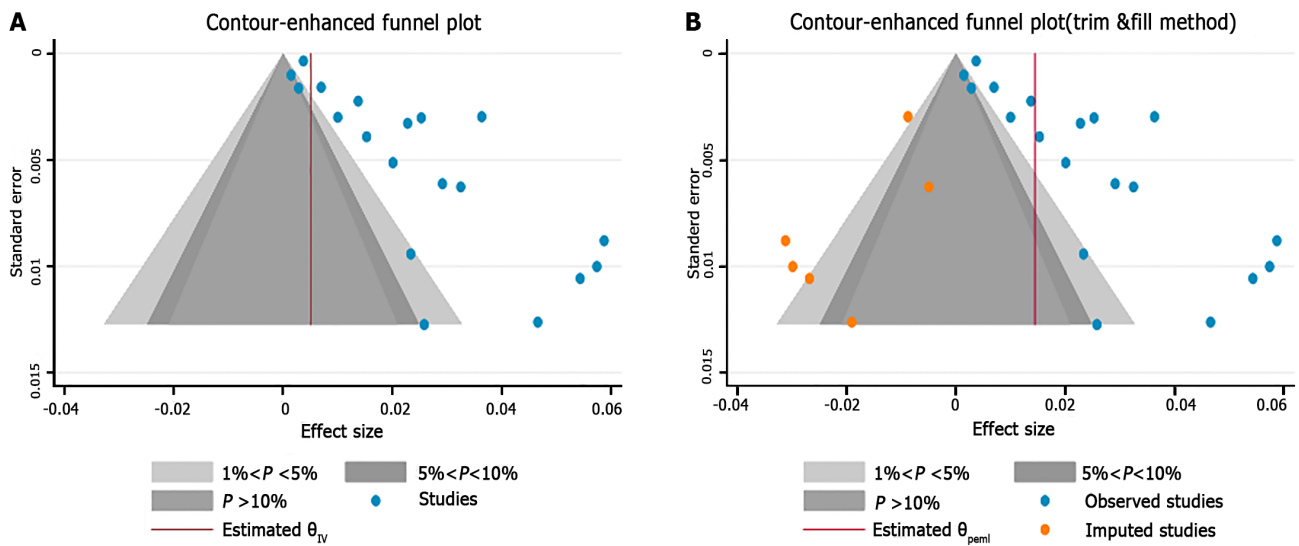 A
Contour-enhanced funnel plot
0
0.005
0.01
0.015
Standard error
-0.04
-0.02
0
0.02
0.04
0.06
Effect size
1%<P <5%
5%<P<10%
P >10%
Studies
Estimated θIV
B
Contour-enhanced funnel plot(trim &fill method)
0
0.005
0.01
0.015
Standerd error
-0.04
-0.02
0
0.02
0.04
0.06
Effect size
1%<P <5%
5%<P<10%
P >10%
Observed studies
Estimated θpeml
Imputed studies